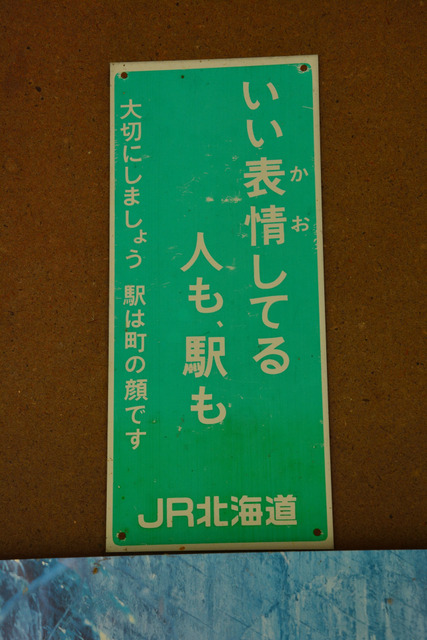 いい表情してる
かお
人も、駅も
大切にしましょう 駅は町の顔です
JR北海道